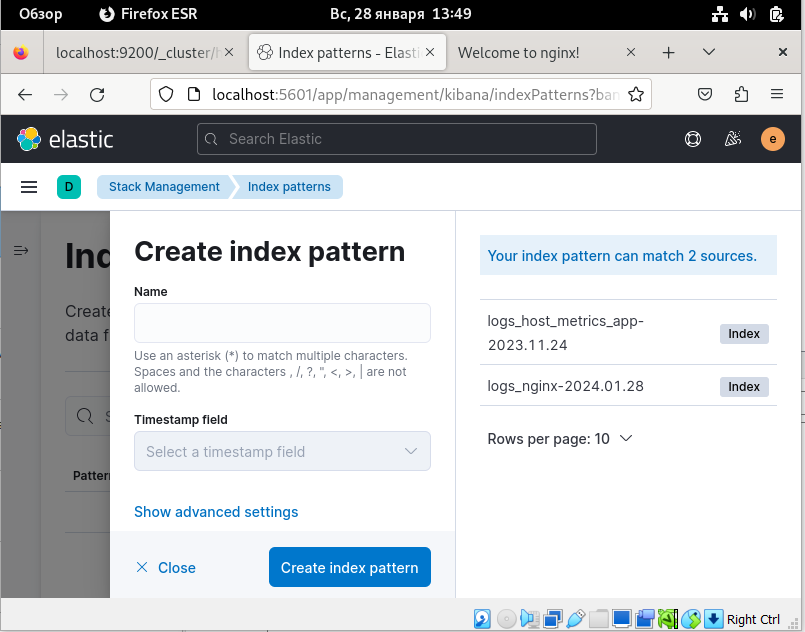 Обзор Firefox ESR Вс, 28 января 13:49
localhost:9200/_cluster/h Index patterns - Elasti Welcome to nginx!
localhost:5601/app/management/kibana/indexPatterns?ban
elastic Search Elastic e
D Stack Management Index patterns
Ind
Create
data f
S
Pattern
Create index pattern
Name
Use an asterisk (*) to match multiple characters.
Spaces and the characters , /, ?, ", <, >, | are not
allowed.
Timestamp field
Select a timestamp field
Show advanced settings
Close Create index pattern
Your index pattern can match 2 sources.
logs_host_metrics_app-
2023.11.24 Index
logs_nginx-2024.01.28 Index
Rows per page: 10
Right Ctrl